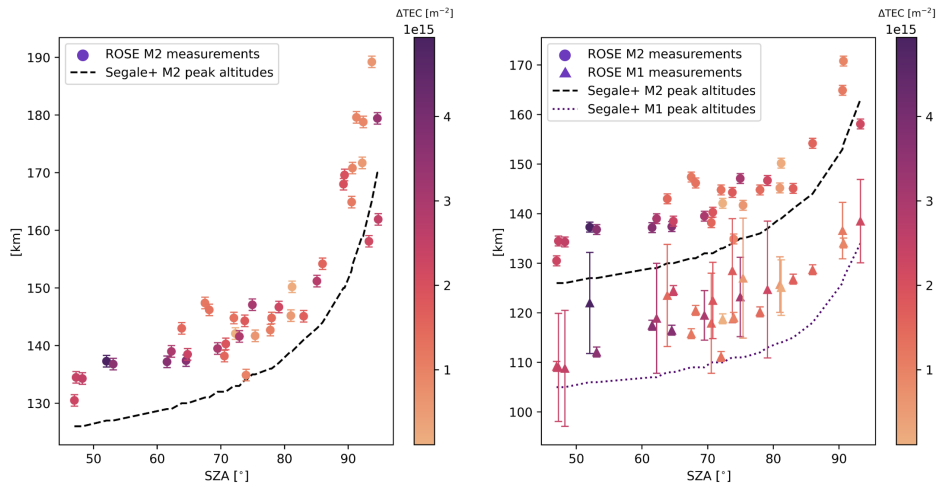 ΔTEC [m⁻²]
1e15
190
180
170
160
150
140
130
[km]
50
60
70
80
90
SZA [°]
ROSE M2 measurements
Segale+ M2 peak altitudes
4
3
2
1
ΔTEC [m⁻²]
1e15
170
160
150
140
130
120
110
100
[km]
50
60
70
80
90
SZA [°]
ROSE M2 measurements
ROSE M1 measurements
Segale+ M2 peak altitudes
Segale+ M1 peak altitudes
4
3
2
1